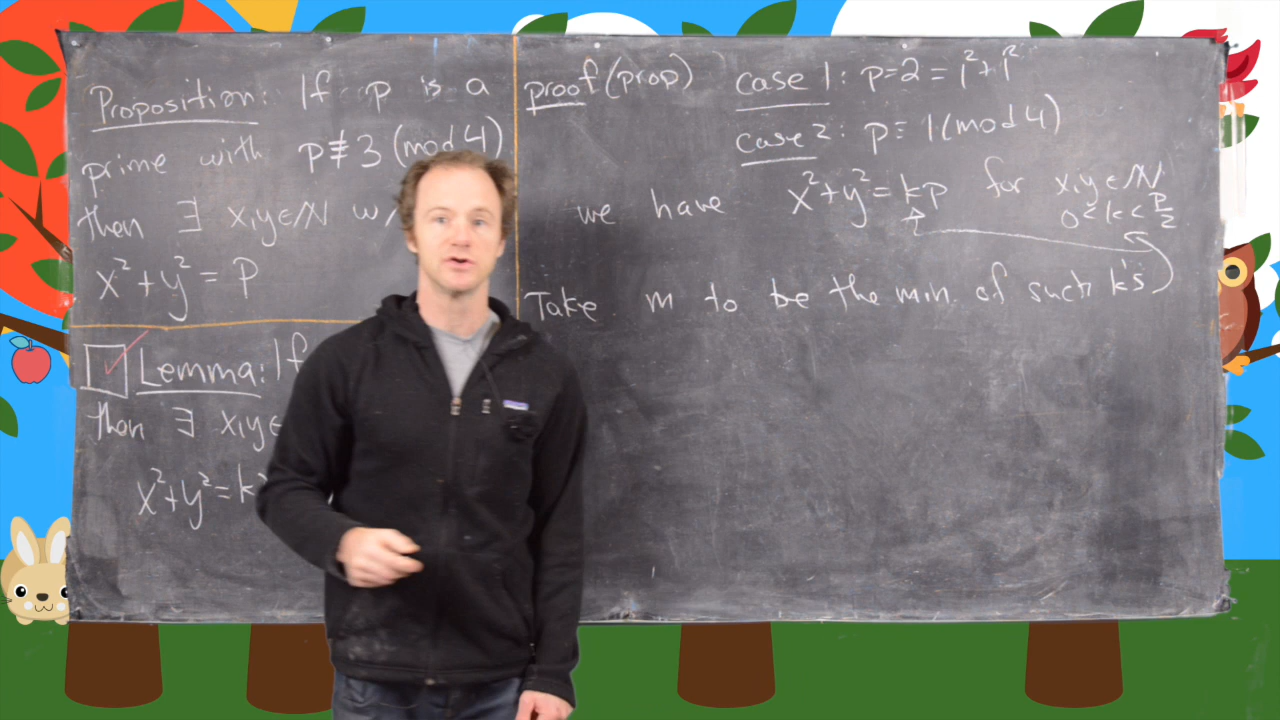 Proposition: If p is a
prime with p≢3 (mod 4)
then ∃ x,y∈ℕ w/
x²+y² = p
Lemma: If
then ∃ x,y∈
x²+y²=k
proof (prop) case 1: p=2 = 1²+1²
case 2: p≡1(mod 4)
we have x²+y²=kp for x,y∈ℕ
0<k<p/2
Take m to be the min. of such k's